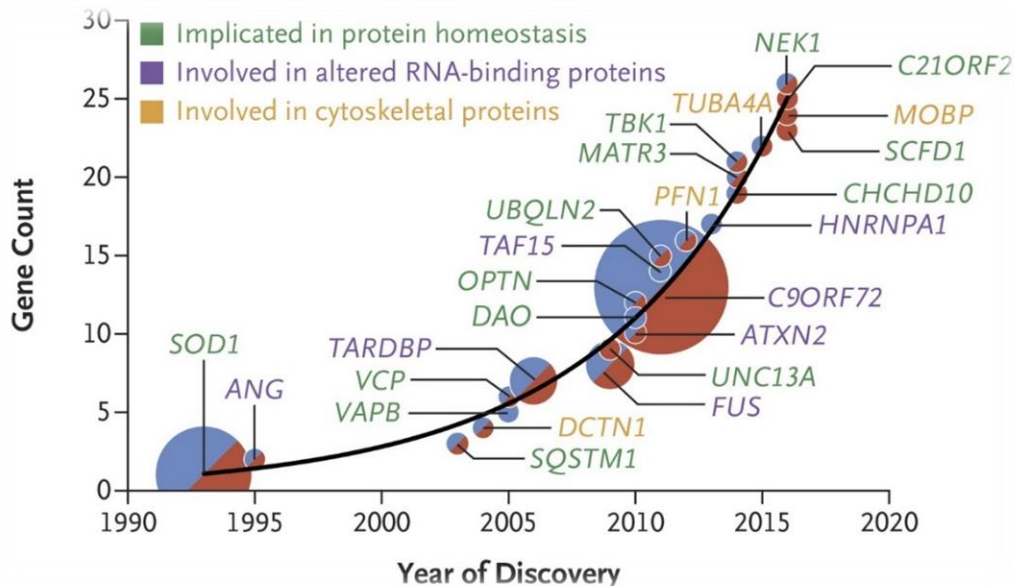 30
Implicated in protein homeostasis
Involved in altered RNA-binding proteins
Involved in cytoskeletal proteins
NEK1
C21ORF2
25
TUBA4A
MOBP
TBK1
SCFD1
MATR3
20
PFN1
CHCHD10
UBQLN2
HNRNPA1
TAF15
15
OPTN
C9ORF72
DAO
ATXN2
10
SOD1
TARDBP
ANG
VCP
UNC13A
5
VAPB
FUS
DCTN1
SQSTM1
0
Gene Count
1990 1995 2000 2005 2010 2015 2020
Year of Discovery